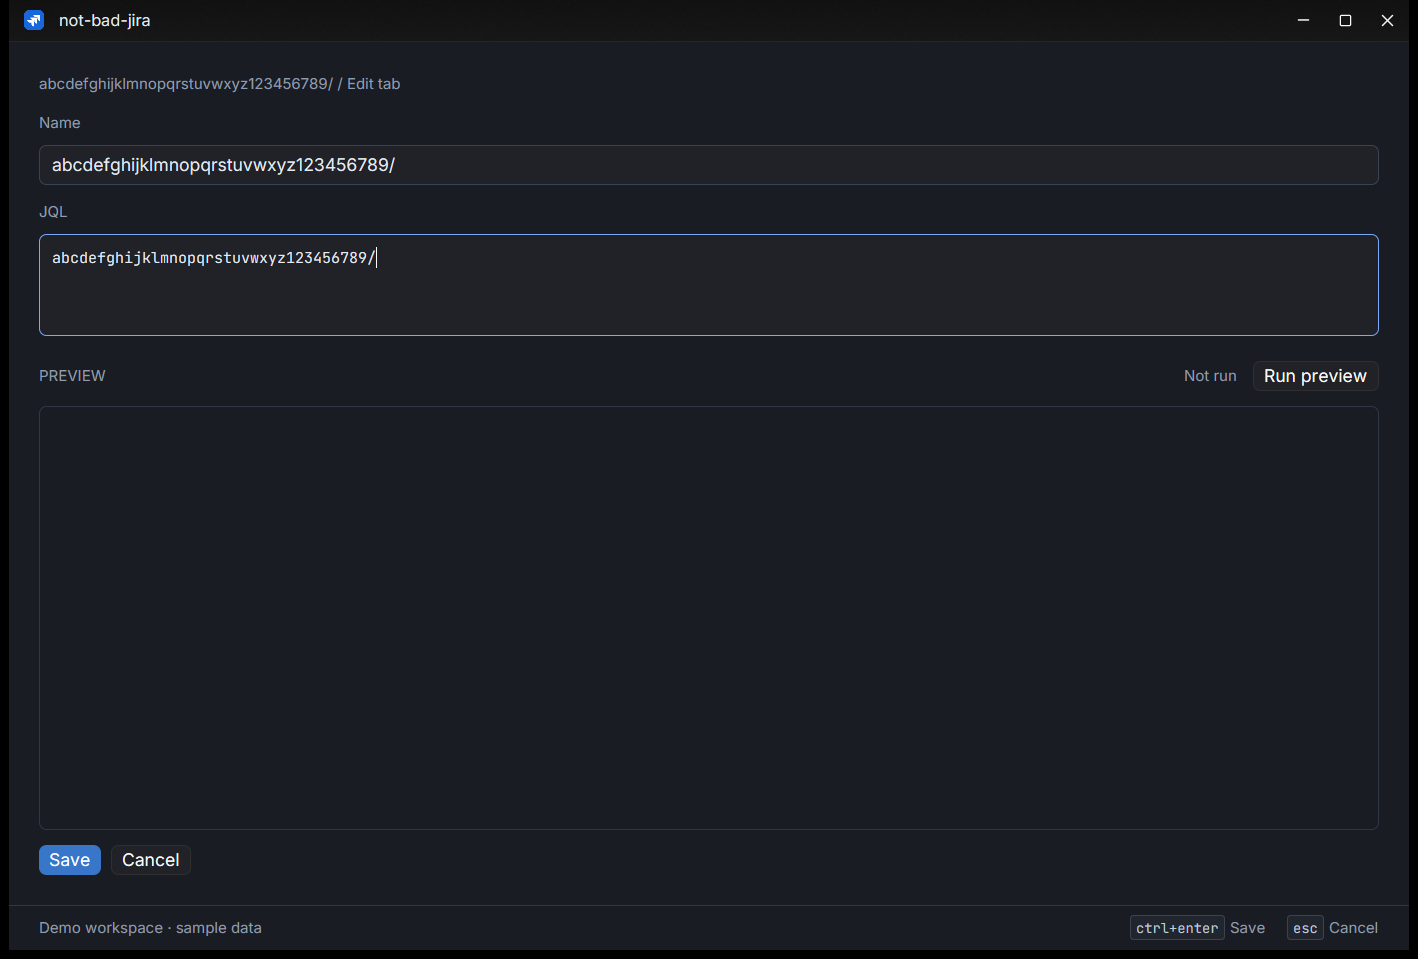 not-bad-jira
abcdefghijklmnopqrstuvwxyz123456789/ / Edit tab
Name
abcdefghijklmnopqrstuvwxyz123456789/
JQL
abcdefghijklmnopqrstuvwxyz123456789/
PREVIEW Not run Run preview
Save Cancel
Demo workspace · sample data ctrl+enter Save esc Cancel